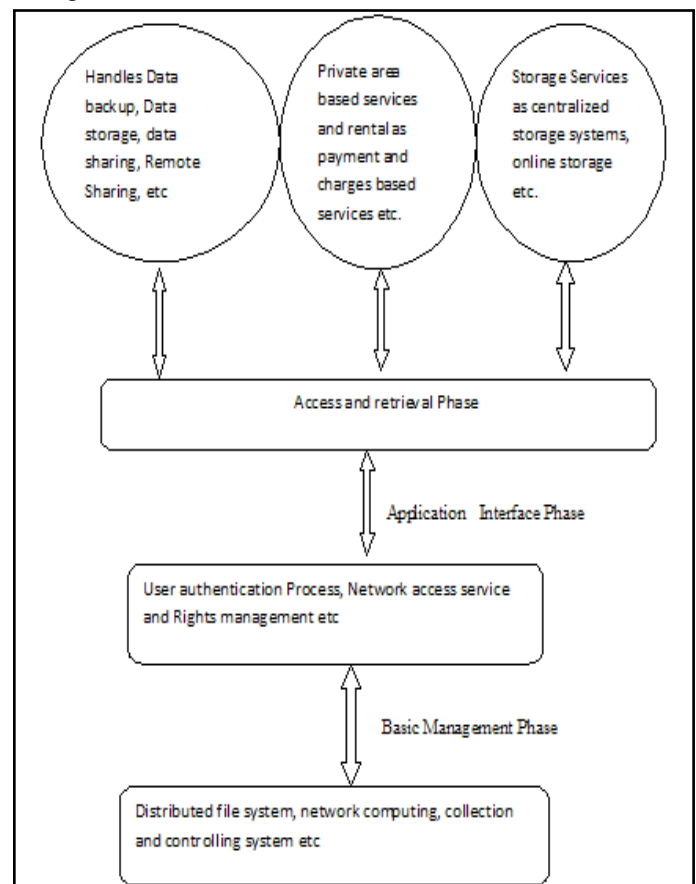 Handles Data
backup, Data
storage, data
sharing, Remote
Sharing, etc
Private area
based services
and rental as
payment and
charges based
services etc.
Storage Services
as centralized
storage systems,
online storage
etc.
Access and retrieval Phase
Application Interface Phase
User authentication Process, Network access service
and Rights management etc
Basic Management Phase
Distributed file system, network computing, collection
and controlling system etc